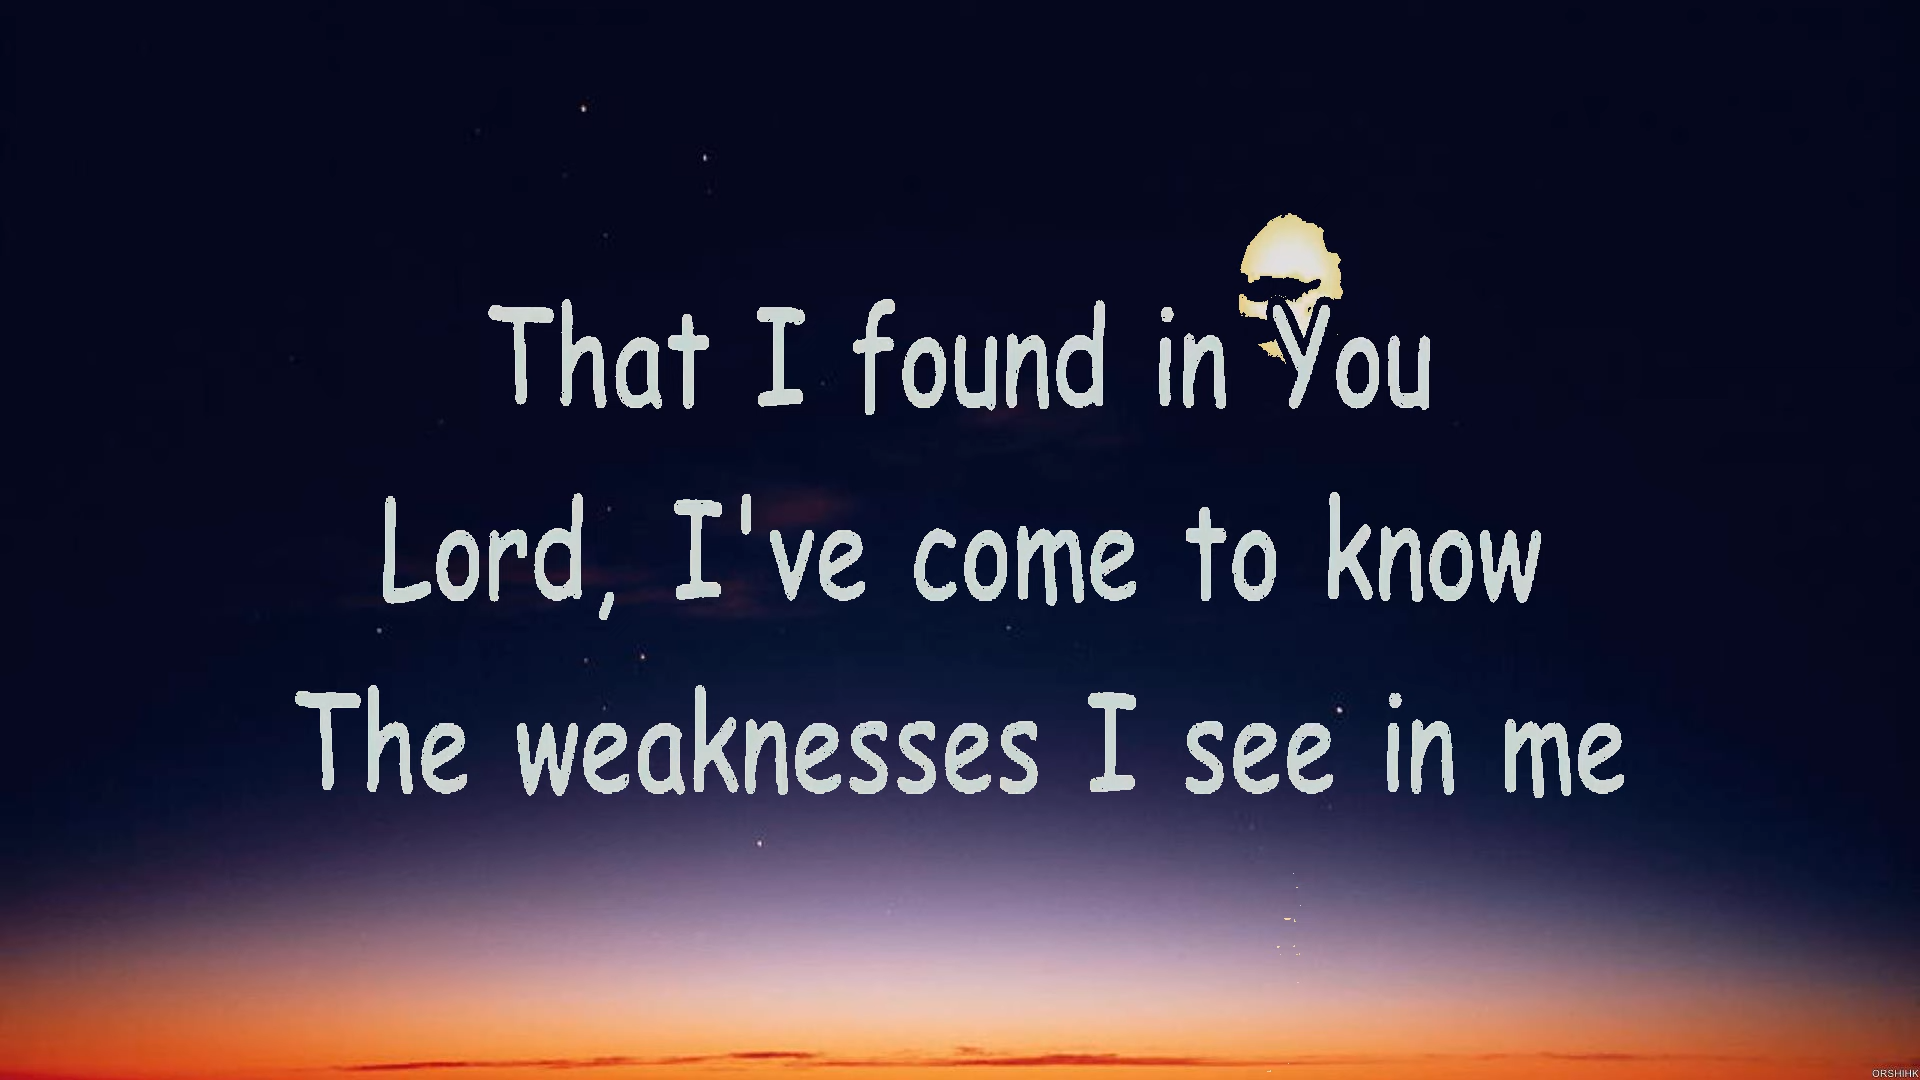 That I found in You
Lord, I've come to know
The weaknesses I see in me
ORSHIHK